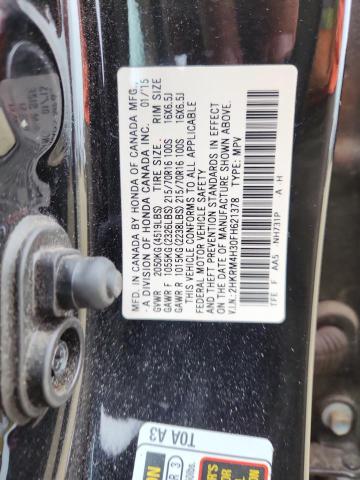 MFD. IN CANADA BY HONDA OF CANADA MFG.,
- A DIVISION OF HONDA CANADA INC. 01/'15
GVWR 2050KG(4519LBS) TIRE SIZE RIM SIZE
GAWR F 1055KG(2326LBS) 215/70R16 100S 16X6.5J
GAWR R 1015KG(2238LBS) 215/70R16 100S 16X6.5J
THIS VEHICLE CONFORMS TO ALL APPLICABLE
FEDERAL MOTOR VEHICLE SAFETY
AND THEFT PREVENTION STANDARDS IN EFFECT
ON THE DATE OF MANUFACTURE SHOWN ABOVE.
V.I.N.: 2HKRM4H30FH621378 TYPE: MPV
TFE F AA5 NH731P A -H
T0A A3